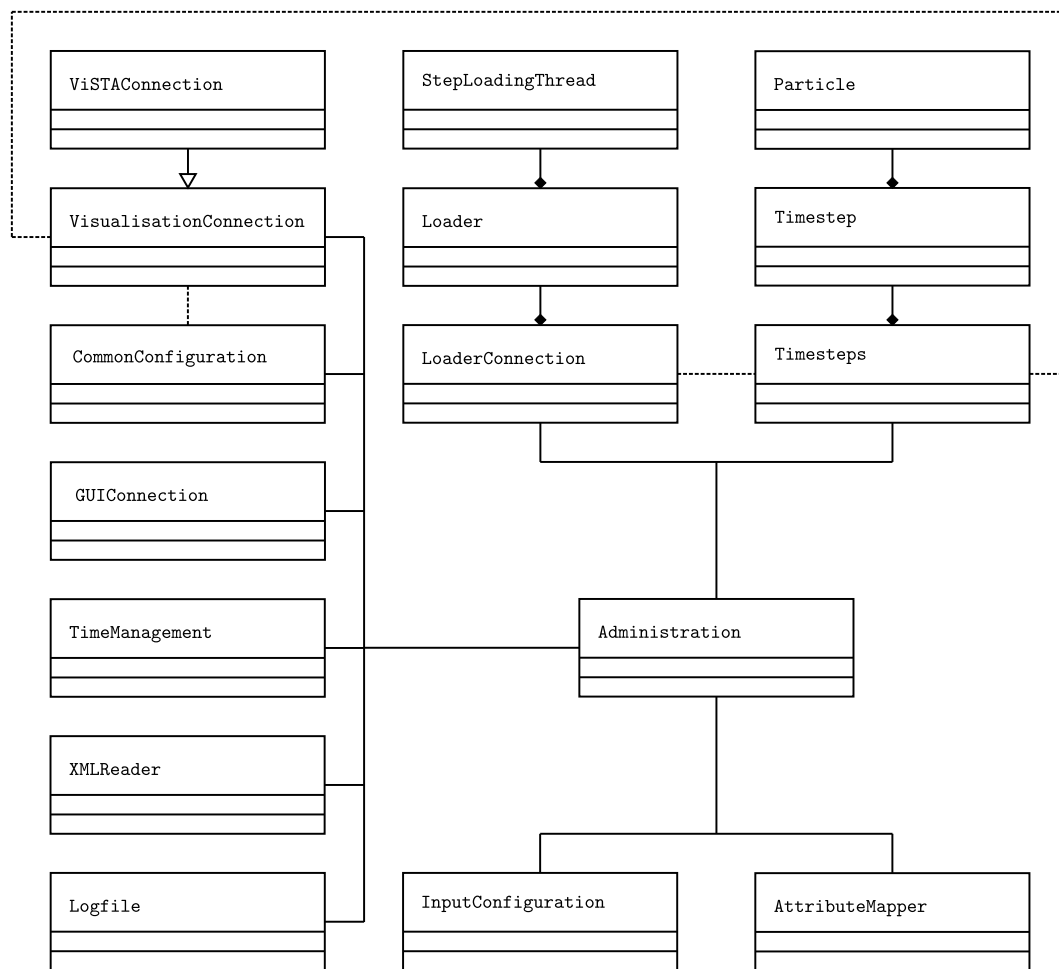 ViSTAConnection
StepLoadingThread
Particle
VisualisationConnection
Loader
Timestep
CommonConfiguration
LoaderConnection
Timesteps
GUIConnection
TimeManagement
Administration
XMLReader
Logfile
InputConfiguration
AttributeMapper